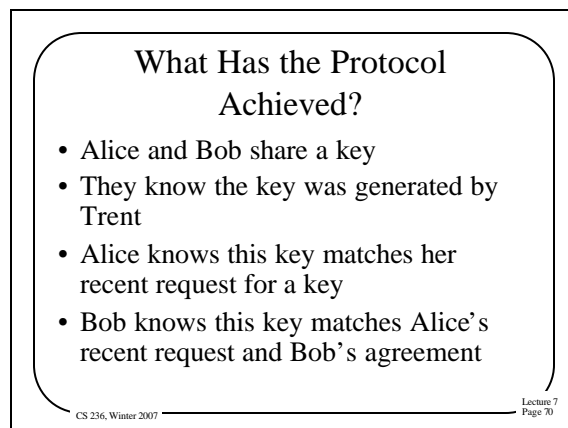 What Has the Protocol
Achieved?
• Alice and Bob share a key
• They know the key was generated by
Trent
• Alice knows this key matches her
recent request for a key
• Bob knows this key matches Alice’s
recent request and Bob’s agreement
CS 236, Winter 2007
Lecture 7
Page 70